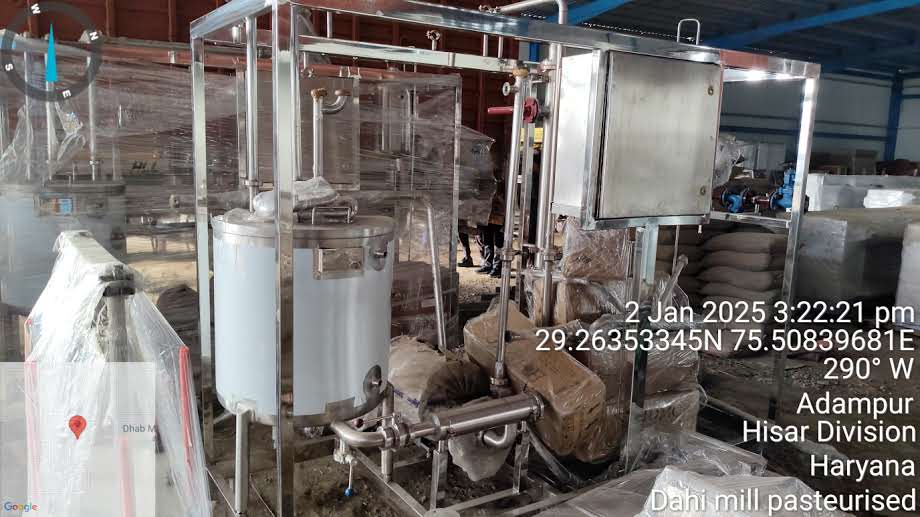 N
E
S
W
2 Jan 2025 3:22:21 pm
29.26353345N 75.50839681E
290° W
Adampur
Hisar Division
Haryana
Dahi mill pasteurised
Dhab M
Google